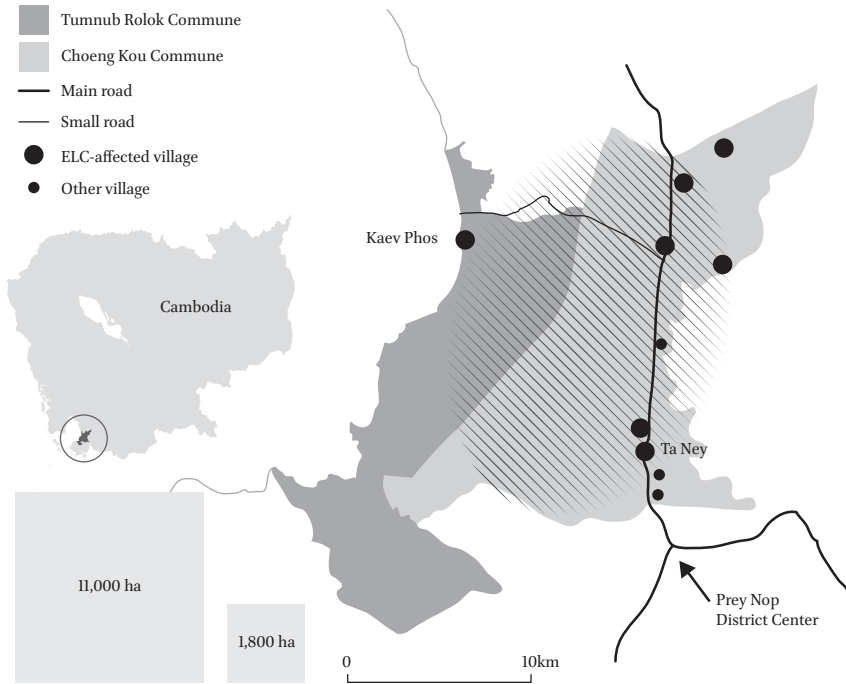 Tumnub Rolok Commune
Choeng Kou Commune
Main road
Small road
ELC-affected village
Other village
Kaev Phos
Cambodia
Ta Ney
11,000 ha
1,800 ha
Prey Nop
District Center
0
10km